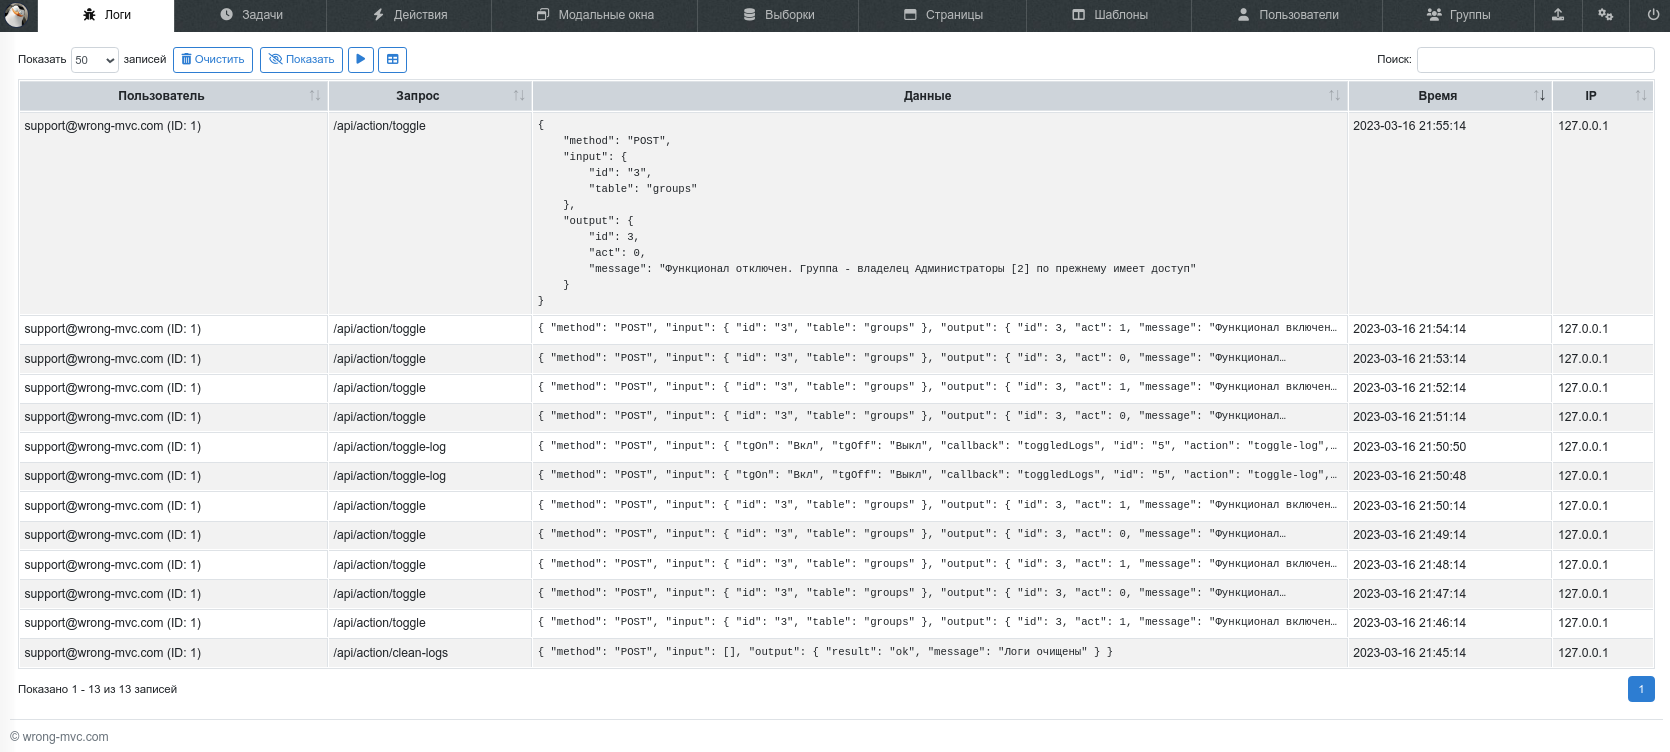 Логи Задачи Действия Модальные окна Выборки Страницы Шаблоны Пользователи Группы
Показать 50 записей Очистить Показать Поиск:
Пользователь Запрос Данные Время IP
support@wrong-mvc.com (ID: 1) /api/action/toggle { 2023-03-16 21:55:14 127.0.0.1
"method": "POST",
"input": {
"id": "3",
"table": "groups"
},
"output": {
"id": 3,
"act": 0,
"message": "Функционал отключен. Группа - владелец Администраторы [2] по прежнему имеет доступ"
}
}
support@wrong-mvc.com (ID: 1) /api/action/toggle { "method": "POST", "input": { "id": "3", "table": "groups" }, "output": { "id": 3, "act": 1, "message": "Функционал включен… 2023-03-16 21:54:14 127.0.0.1
support@wrong-mvc.com (ID: 1) /api/action/toggle { "method": "POST", "input": { "id": "3", "table": "groups" }, "output": { "id": 3, "act": 0, "message": "Функционал… 2023-03-16 21:53:14 127.0.0.1
support@wrong-mvc.com (ID: 1) /api/action/toggle { "method": "POST", "input": { "id": "3", "table": "groups" }, "output": { "id": 3, "act": 1, "message": "Функционал включен… 2023-03-16 21:52:14 127.0.0.1
support@wrong-mvc.com (ID: 1) /api/action/toggle { "method": "POST", "input": { "id": "3", "table": "groups" }, "output": { "id": 3, "act": 0, "message": "Функционал… 2023-03-16 21:51:14 127.0.0.1
support@wrong-mvc.com (ID: 1) /api/action/toggle-log { "method": "POST", "input": { "tgOn": "Вкл", "tgOff": "Выкл", "callback": "toggledLogs", "id": "5", "action": "toggle-log",… 2023-03-16 21:50:50 127.0.0.1
support@wrong-mvc.com (ID: 1) /api/action/toggle-log { "method": "POST", "input": { "tgOn": "Вкл", "tgOff": "Выкл", "callback": "toggledLogs", "id": "5", "action": "toggle-log",… 2023-03-16 21:50:48 127.0.0.1
support@wrong-mvc.com (ID: 1) /api/action/toggle { "method": "POST", "input": { "id": "3", "table": "groups" }, "output": { "id": 3, "act": 1, "message": "Функционал включен… 2023-03-16 21:50:14 127.0.0.1
support@wrong-mvc.com (ID: 1) /api/action/toggle { "method": "POST", "input": { "id": "3", "table": "groups" }, "output": { "id": 3, "act": 0, "message": "Функционал… 2023-03-16 21:49:14 127.0.0.1
support@wrong-mvc.com (ID: 1) /api/action/toggle { "method": "POST", "input": { "id": "3", "table": "groups" }, "output": { "id": 3, "act": 1, "message": "Функционал включен… 2023-03-16 21:48:14 127.0.0.1
support@wrong-mvc.com (ID: 1) /api/action/toggle { "method": "POST", "input": { "id": "3", "table": "groups" }, "output": { "id": 3, "act": 0, "message": "Функционал… 2023-03-16 21:47:14 127.0.0.1
support@wrong-mvc.com (ID: 1) /api/action/toggle { "method": "POST", "input": { "id": "3", "table": "groups" }, "output": { "id": 3, "act": 1, "message": "Функционал включен… 2023-03-16 21:46:14 127.0.0.1
support@wrong-mvc.com (ID: 1) /api/action/clean-logs { "method": "POST", "input": [], "output": { "result": "ok", "message": "Логи очищены" } } 2023-03-16 21:45:14 127.0.0.1
Показано 1 - 13 из 13 записей 1
© wrong-mvc.com